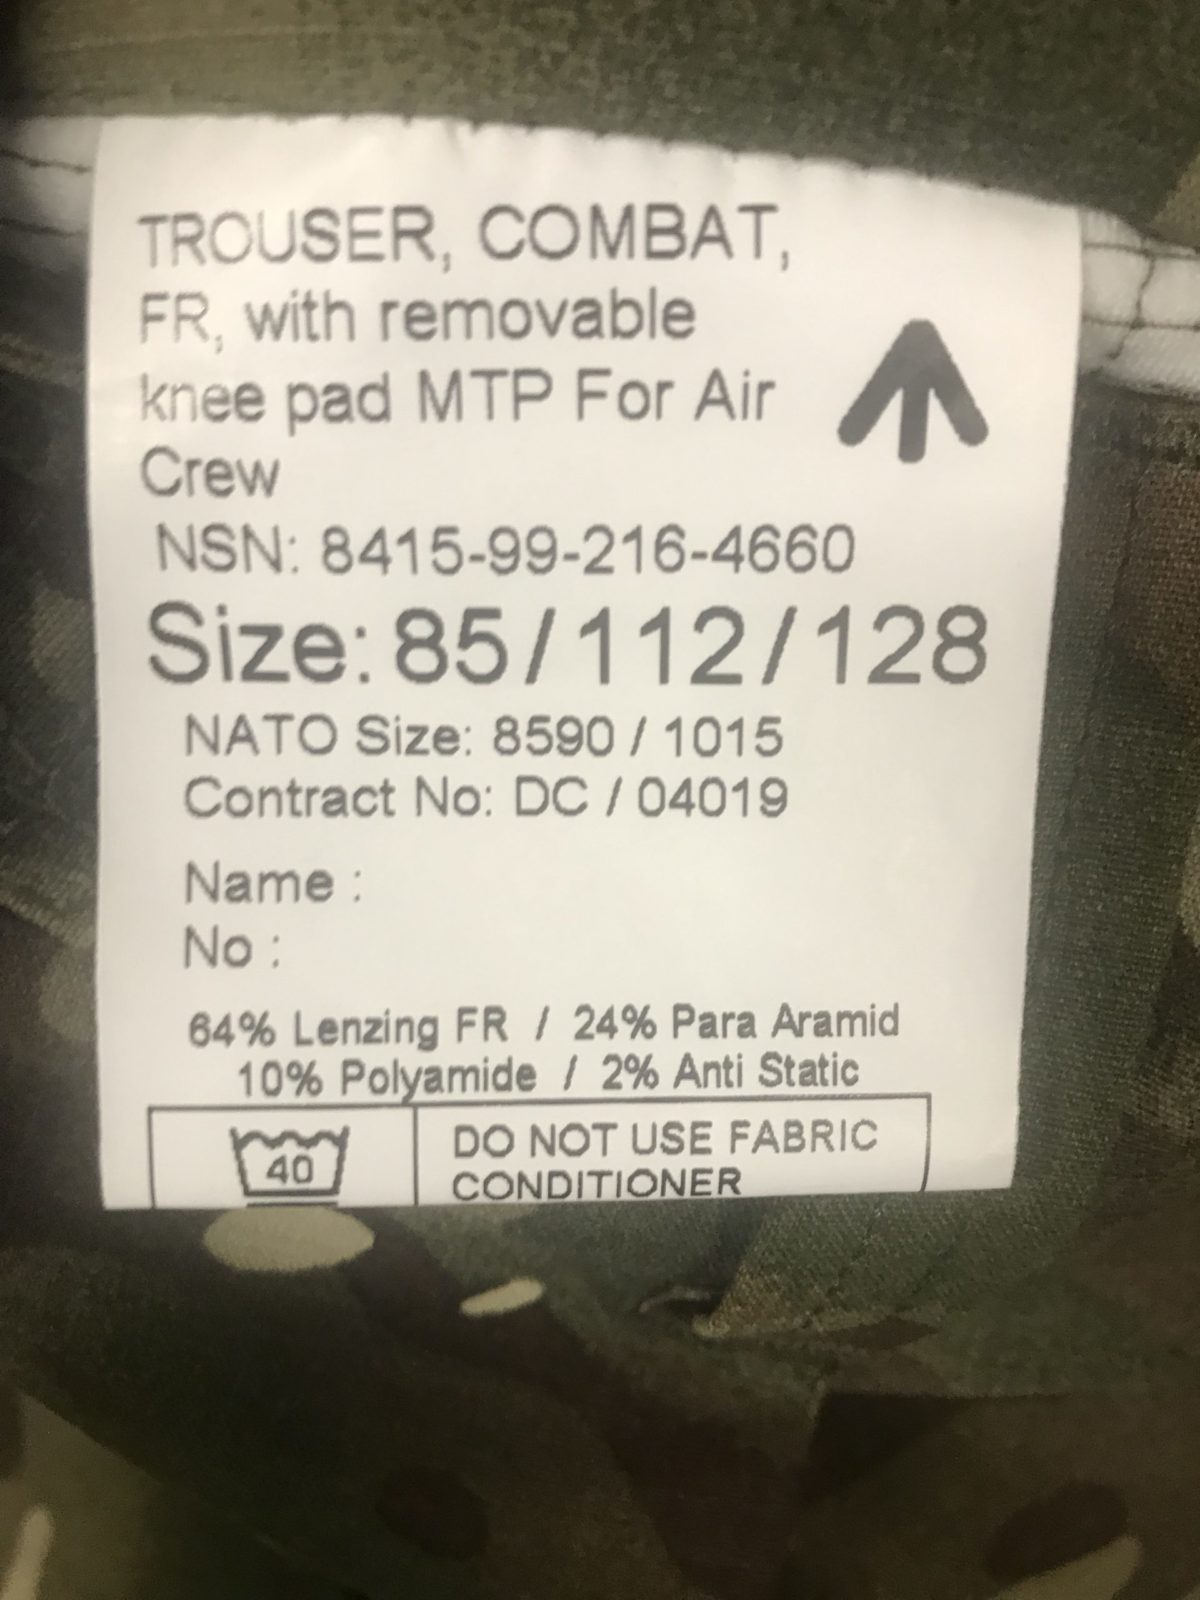 TROUSER, COMBAT,
FR, with removable
knee pad MTP For Air
Crew
NSN: 8415-99-216-4660
Size: 85/112/128
NATO Size: 8590 / 1015
Contract No: DC / 04019
Name :
No :
64% Lenzing FR / 24% Para Aramid
10% Polyamide / 2% Anti Static
40
DO NOT USE FABRIC
CONDITIONER